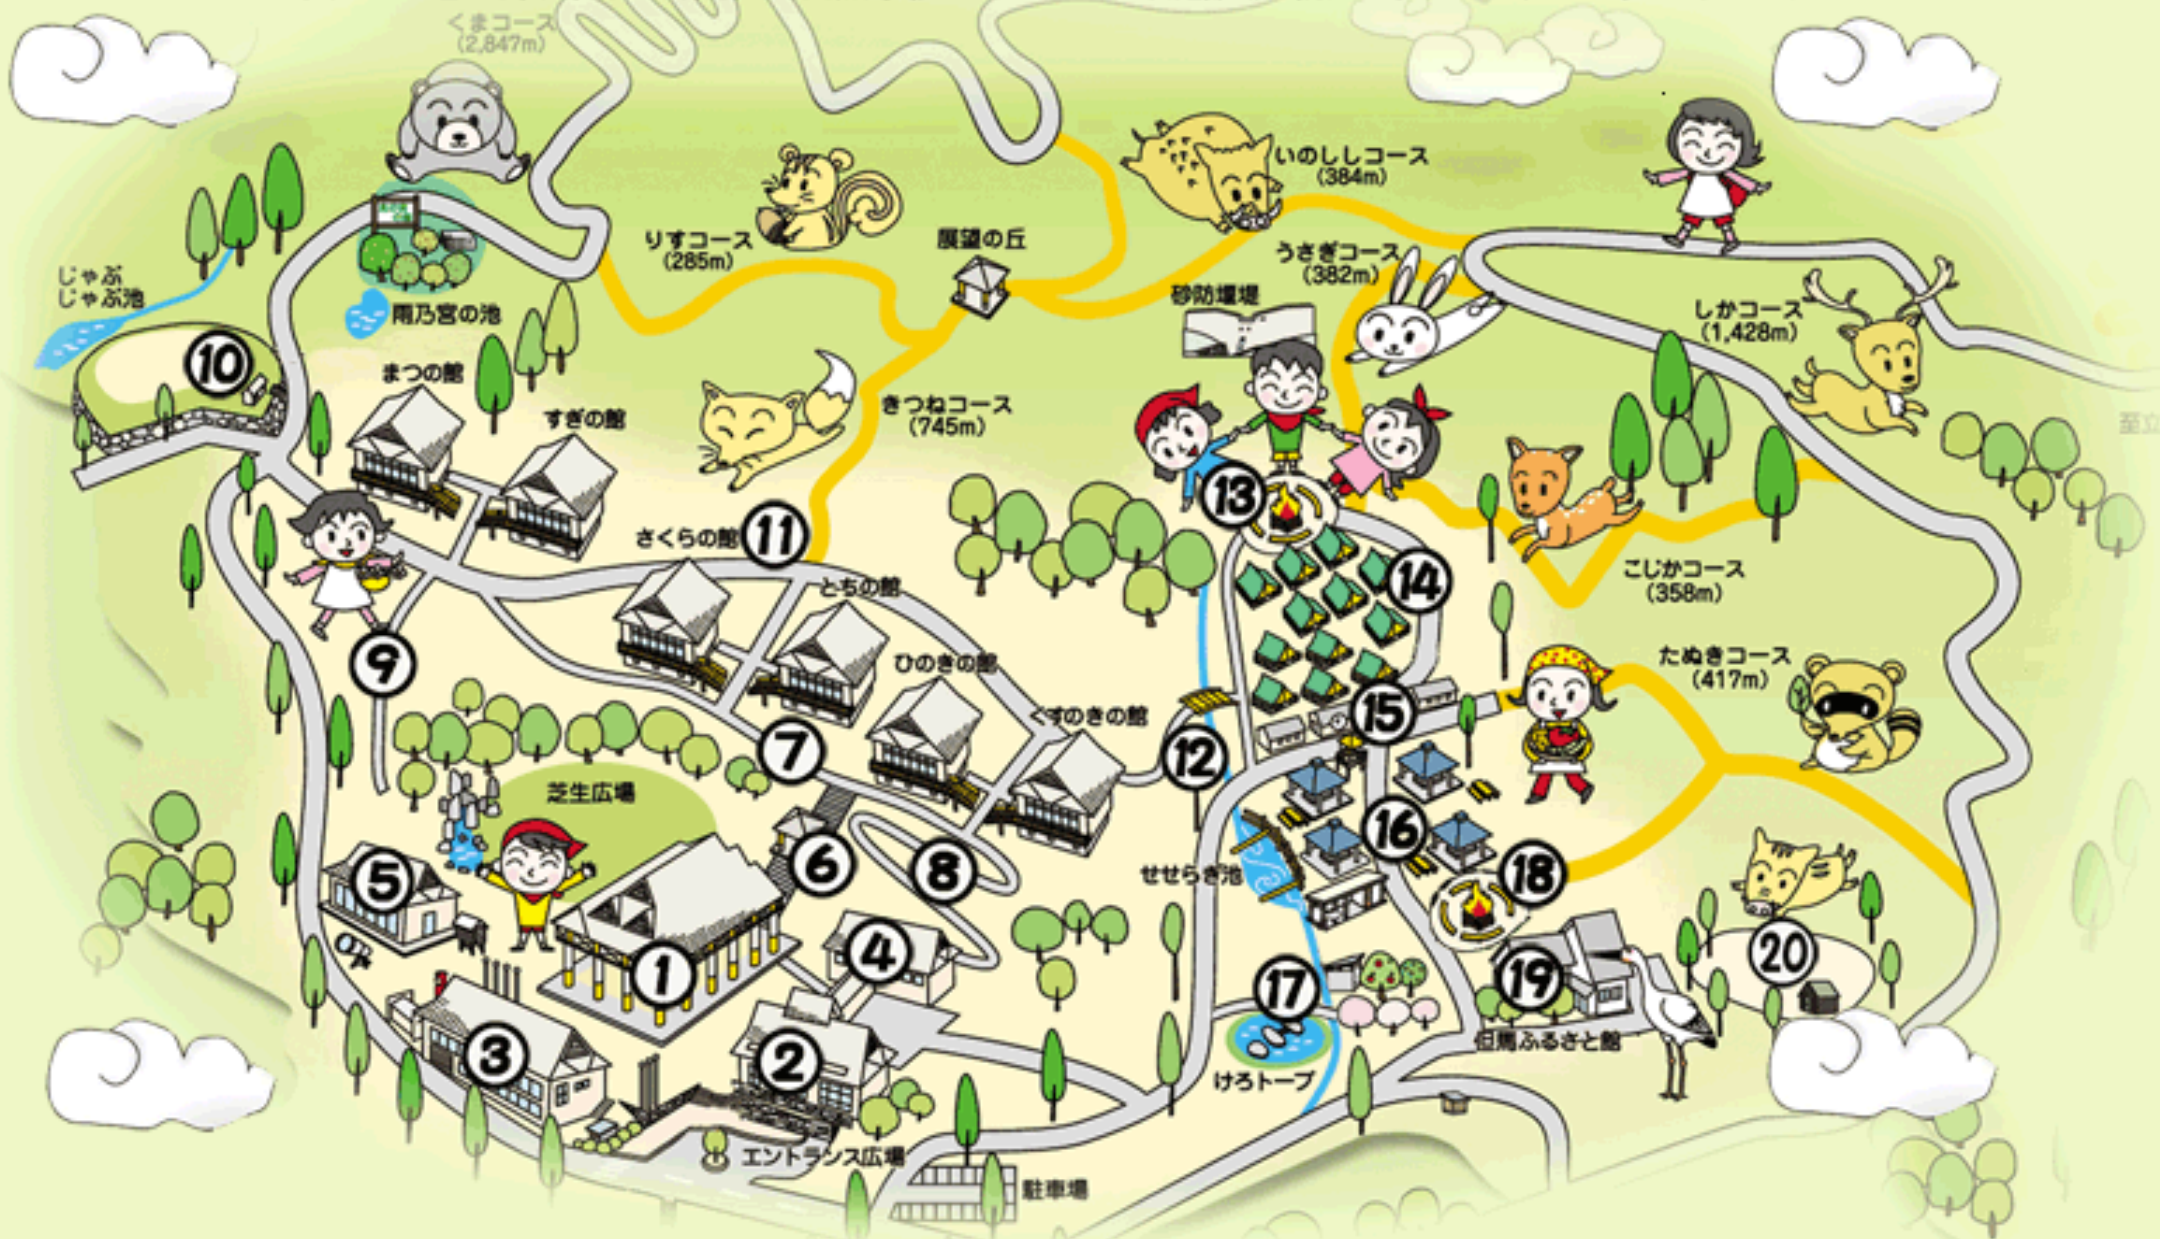 くまコース
(2,847m)
いのししコース
(384m)
りすコース
(285m)
展望の丘
うさぎコース
(382m)
じゃぶ
じゃぶ池
砂防堰堤
しかコース
(1,428m)
雨乃宮の池
10
まつの館
すぎの館
きつねコース
(745m)
至立
13
さくらの館
11
とちの館
14
こじかコース
(358m)
9
ひのきの館
たぬきコース
(417m)
くすのきの館
15
7
12
芝生広場
16
5
6
8
せせらぎ池
18
1
4
17
19
20
3
2
但馬ふるさと館
けろトープ
エントランス広場
駐車場